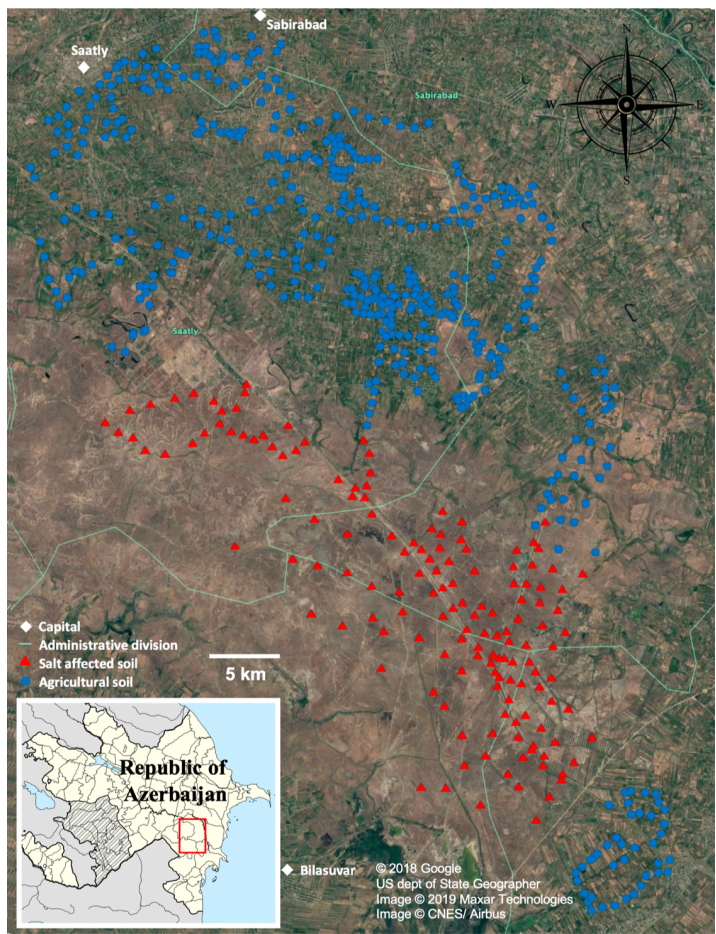 Sabirabad
Saatly
N
Sabirabad
W
E
S
Saatly
Capital
Administrative division
Salt affected soil
Agricultural soil
5 km
Republic of
Azerbaijan
Bilasuvar
© 2018 Google
US dept of State Geographer
Image © 2019 Maxar Technologies
Image © CNES/ Airbus